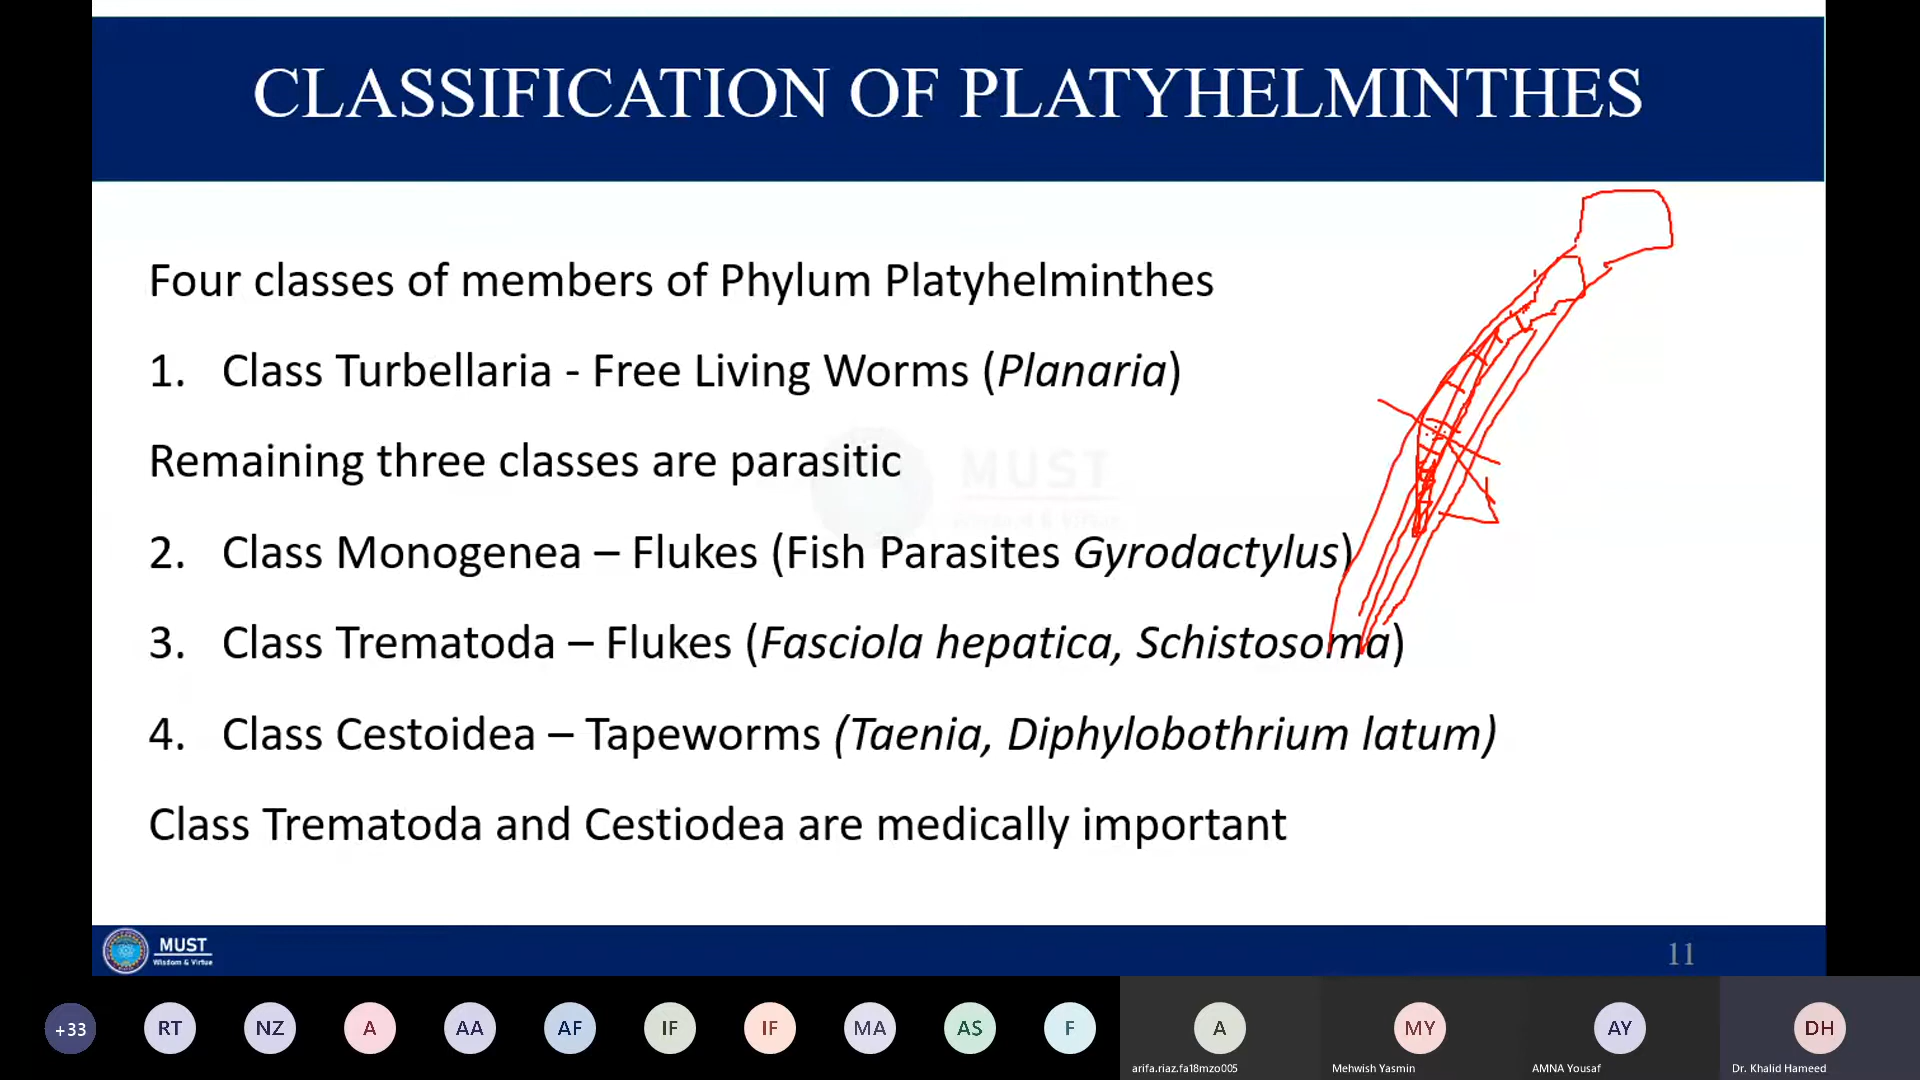 CLASSIFICATION OF PLATYHELMINTHES
Four classes of members of Phylum Platyhelminthes
1. Class Turbellaria - Free Living Worms (Planaria)
Remaining three classes are parasitic
MUST
2. Class Monogenea – Flukes (Fish Parasites Gyrodactylus)
3. Class Trematoda – Flukes (Fasciola hepatica, Schistosoma)
4. Class Cestoidea – Tapeworms (Taenia, Diphylobothrium latum)
Class Trematoda and Cestiodea are medically important
MUST
Wisdom & Virtue
11
+33 RT NZ A AA AF IF IF MA AS F A MY AY DH
arifa.riaz.fa18mzo005 Mehwish Yasmin AMNA Yousaf Dr. Khalid Hameed